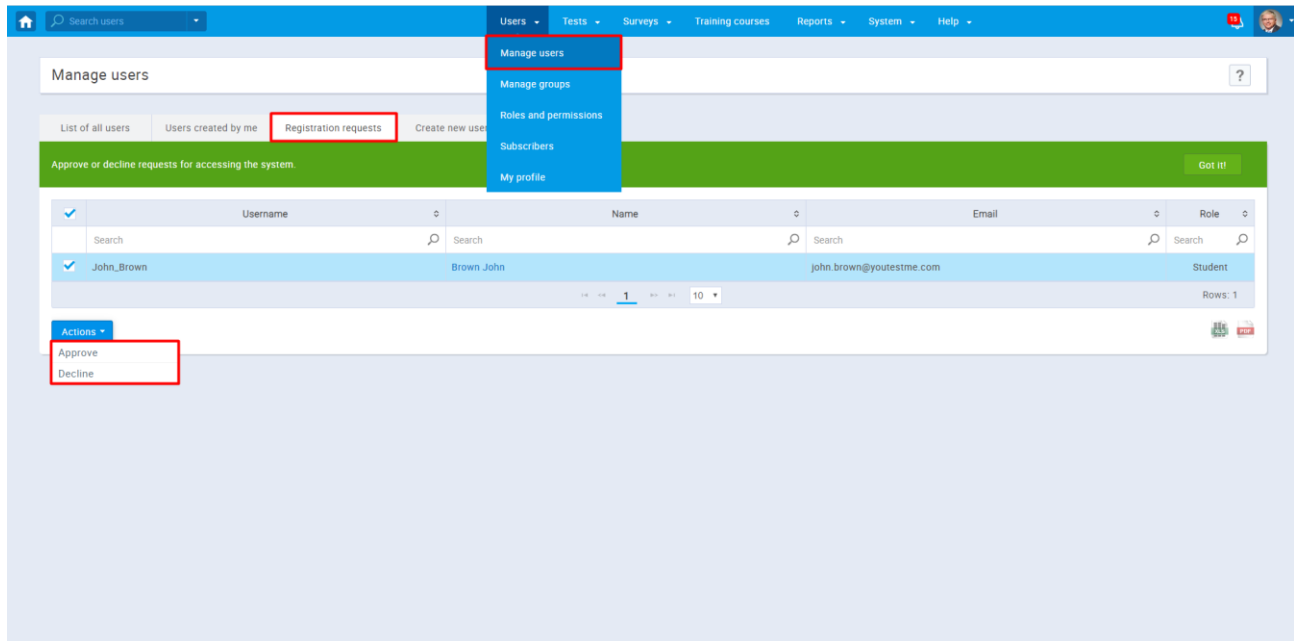 Search users
Users Tests Surveys Training courses Reports System Help
15
Manage users
Manage groups
Roles and permissions
Subscribers
My profile
Manage users
?
List of all users Users created by me Registration requests Create new user
Approve or decline requests for accessing the system.
Got it!
Username Name Email Role
Search Search Search Search
John_Brown Brown John john.brown@youtestme.com Student
1 10 Rows: 1
Actions
PDF
Approve
Decline